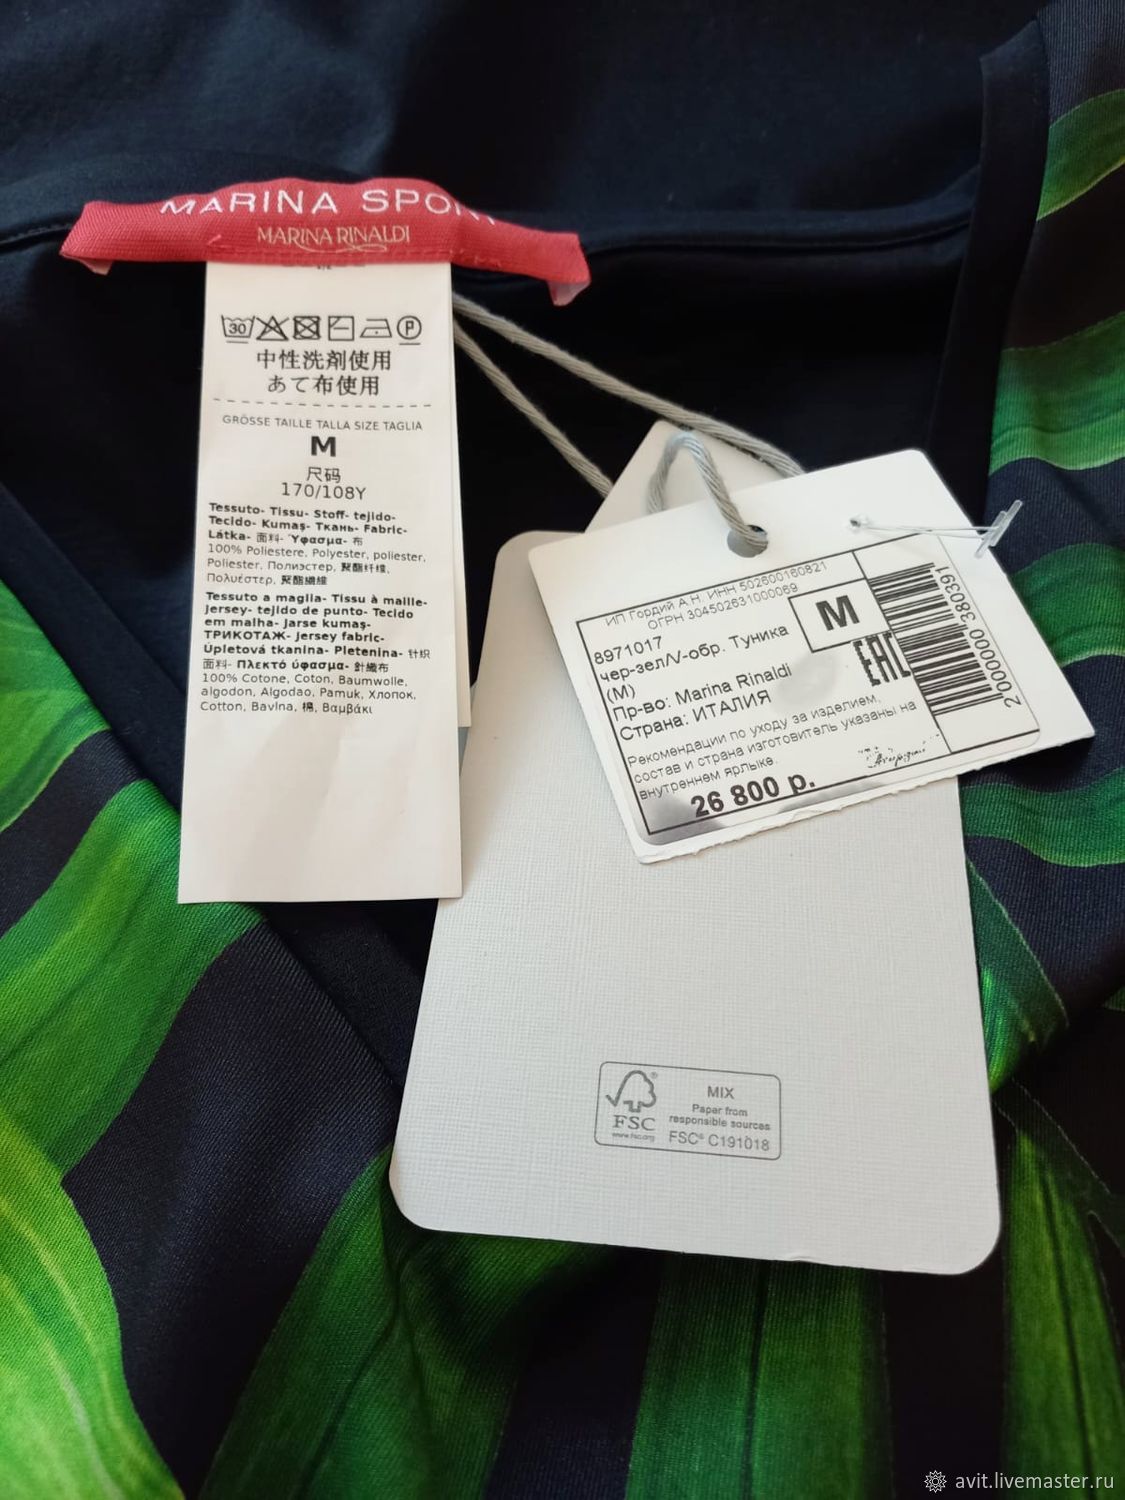 MARINA SPORT
MARINA RINALDI
30
P
中性洗剤使用
あて布使用
GRÖSSE TAILLE TALLA SIZE TAGLIA
M
尺码
170/108Y
Tessuto- Tissu- Stoff- tejido-
Tecido- Kumaş- Ткань- Fabric-
Látka- 面料- Ύφασμα- 布
100% Poliestere, Polyester, poliester,
Poliester, Полиэстер, 聚酯纤维,
Πολυέστερ, 聚酯纖維
Tessuto a maglia- Tissu à maille-
Jersey- tejido de punto- Tecido
em malha- Jarse kumaş-
ТРИКОТАЖ- Jersey fabric-
Úpletová tkanina- Pletenina- 针织
面料- Πλεκτό ύφασμα- 針織布
100% Cotone, Coton, Baumwolle,
algodon, Algodao, Pamuk, Хлопок,
Cotton, Bavlna, 棉, Βαμβάκι
ИП Гордий А.Н. ИНН 502600160821
ОГРН 304502631000069
8971017
чер-зел/V-обр. Туника
(M)
Пр-во: Marina Rinaldi
Страна: ИТАЛИЯ
M
EAC
2000000 380391
Рекомендации по уходу за изделием,
состав и страна изготовитель указаны на
внутреннем ярлыке.
26 800 р.
FSC
www.fsc.org
MIX
Paper from
responsible sources
FSC® C191018
avit.livemaster.ru